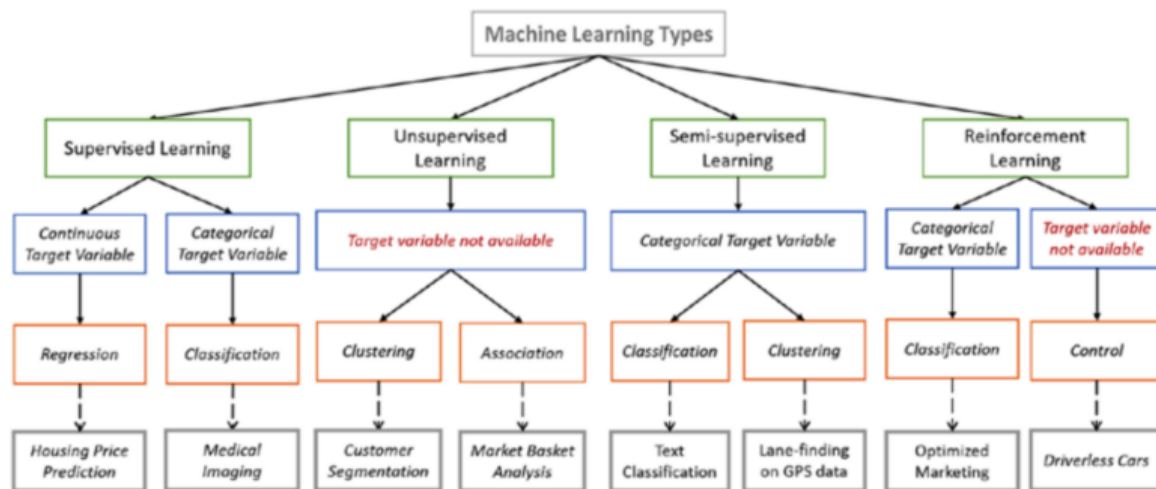 Machine Learning Types
Supervised Learning
Unsupervised
Learning
Semi-supervised
Learning
Reinforcement
Learning
Continuous
Target Variable
Categorical
Target Variable
Target variable not available
Categorical Target Variable
Categorical
Target Variable
Target variable
not available
Regression
Classification
Clustering
Association
Classification
Clustering
Classification
Control
Housing Price
Prediction
Medical
Imaging
Customer
Segmentation
Market Basket
Analysis
Text
Classification
Lane-finding
on GPS data
Optimized
Marketing
Driverless Cars